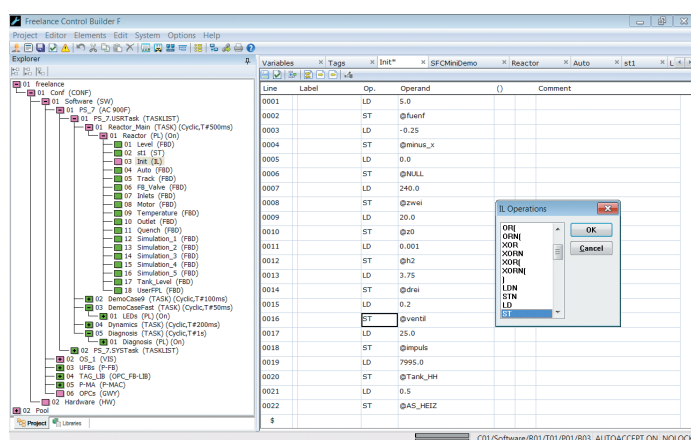 Freelance Control Builder F
Project Editor Elements Edit System Options Help
Explorer
01 freelance
01 Conf (CONF)
01 Software (SW)
01 PS_7 (AC 900F)
01 PS_7.USRTask (TASKLIST)
01 Reactor_Main (TASK) (Cyclic,T#500ms)
01 Reactor (PL) (On)
01 Level (FBD)
02 st1 (ST)
03 Init (IL)
04 Auto (FBD)
05 Track (FBD)
06 FB_Valve (FBD)
07 Inlets (FBD)
08 Motor (FBD)
09 Temperature (FBD)
10 Outlet (FBD)
11 Quench (FBD)
12 Simulation_1 (FBD)
13 Simulation_2 (FBD)
14 Simulation_3 (FBD)
15 Simulation_4 (FBD)
16 Simulation_5 (FBD)
17 Tank_Level (FBD)
18 UserFPL (FBD)
02 DemoCase9 (TASK) (Cyclic,T#100ms)
03 DemoCaseFast (TASK) (Cyclic,T#50ms)
01 LEDs (PL) (On)
04 Dynamics (TASK) (Cyclic,T#200ms)
05 Diagnosis (TASK) (Cyclic,T#1s)
01 Diagnosis (PL) (On)
02 PS_7.SYSTask (TASKLIST)
02 OS_1 (VIS)
03 UFBs (P-FB)
04 TAG_LIB (OPC_FB-LIB)
05 P-MA (P-MAC)
06 OPCs (GWY)
02 Hardware (HW)
02 Pool
Project Libraries
Variables Tags Init* SFCMiniDemo Reactor Auto st1 L
Line Label Op. Operand () Comment
0001 LD 5.0
0002 ST @fuenf
0003 LD -0.25
0004 ST @minus_x
0005 LD 0.0
0006 ST @NULL
0007 LD 240.0
0008 ST @zwei
0009 LD 20.0
0010 ST @z0
0011 LD 0.001
0012 ST @h2
0013 LD 3.75
0014 ST @drei
0015 LD 0.2
0016 ST @ventil
0017 LD 25.0
0018 ST @impuls
0019 LD 7995.0
0020 ST @Tank_HH
0021 LD 0.5
0022 ST @AS_HEIZ
$
IL Operations
OR(
ORN(
XOR
XORN
XOR(
XORN(
)
LDN
STN
LD
ST
OK
Cancel
C01/Software/R01/T01/P01/B03 AUTOACCEPT ON NO